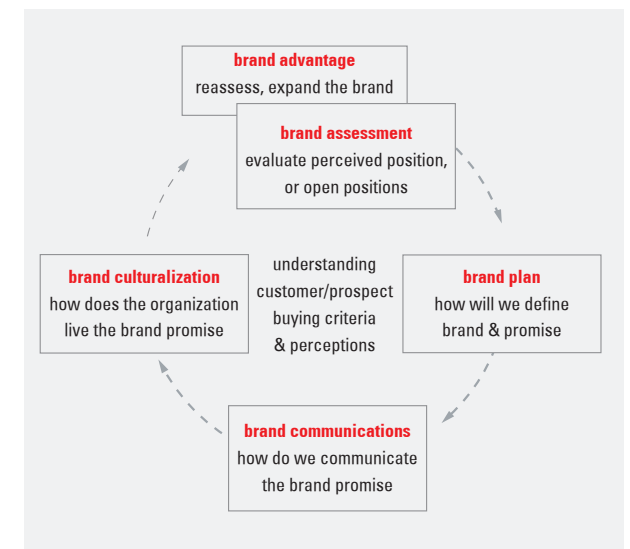 brand advantage
reassess, expand the brand
brand assessment
evaluate perceived position,
or open positions
brand culturalization
how does the organization
live the brand promise
understanding
customer/prospect
buying criteria
& perceptions
brand plan
how will we define
brand & promise
brand communications
how do we communicate
the brand promise